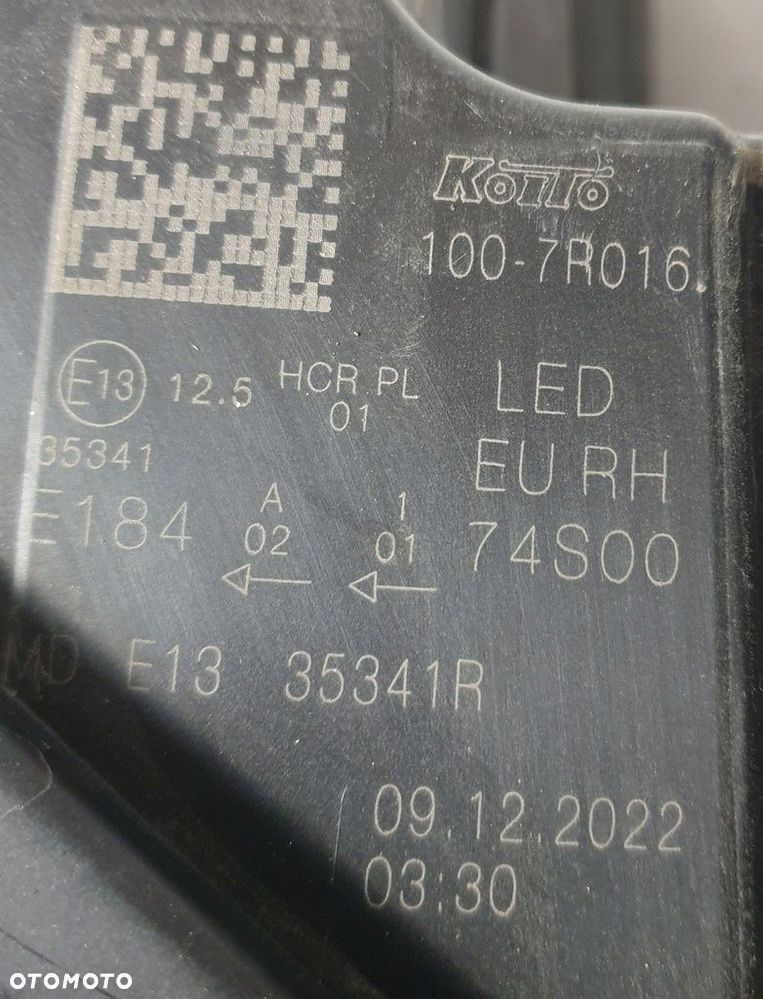 KOITO
100-7R016.
E13 12.5 HCR PL LED
01
35341 EU RH
E184 A 1 74S00
02 01
MD E13 35341R
09.12.2022
03:30
OTOMOTO